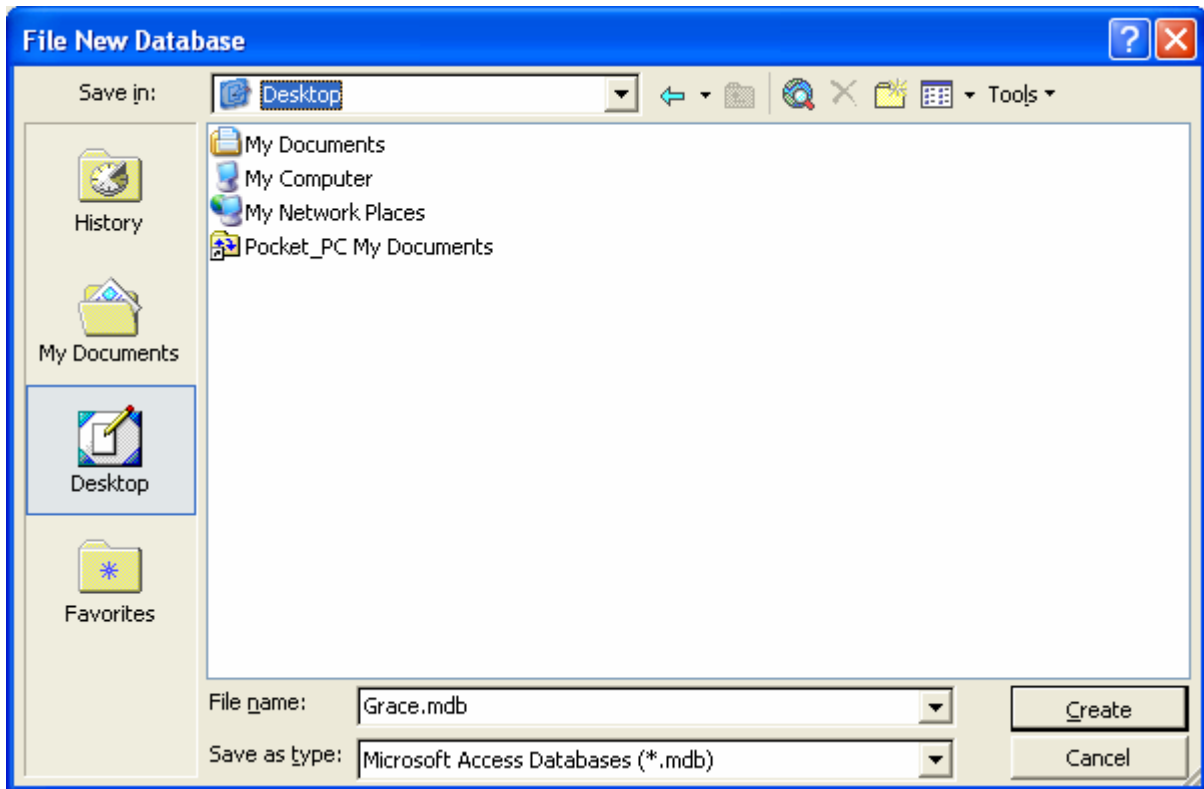 File New Database
Save in: Desktop Tools
My Documents
My Computer
My Network Places
Pocket_PC My Documents
History
My Documents
Desktop
Favorites
File name: Grace.mdb Create
Save as type: Microsoft Access Databases (*.mdb) Cancel